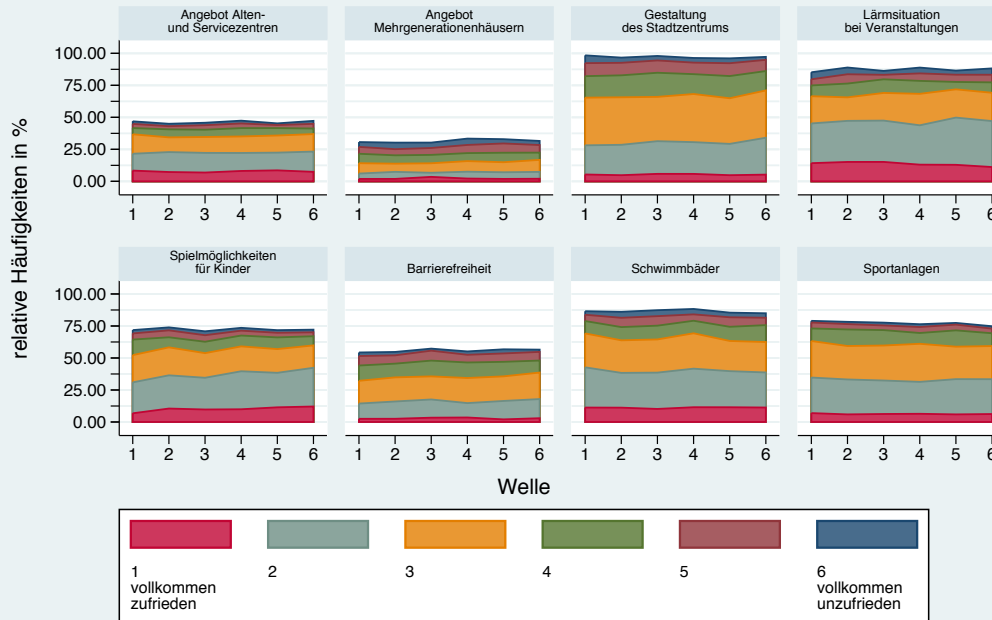 Angebot Alten-
und Servicezentren
Angebot
Mehrgenerationenhäusern
Gestaltung
des Stadtzentrums
Lärmsituation
bei Veranstaltungen
relative Häufigkeiten in %
100.00
75.00
50.00
25.00
0.00
1 2 3 4 5 6
1 2 3 4 5 6
1 2 3 4 5 6
1 2 3 4 5 6
Spielmöglichkeiten
für Kinder
Barrierefreiheit
Schwimmbäder
Sportanlagen
100.00
75.00
50.00
25.00
0.00
1 2 3 4 5 6
1 2 3 4 5 6
1 2 3 4 5 6
1 2 3 4 5 6
Welle
1
vollkommen
zufrieden
2
3
4
5
6
vollkommen
unzufrieden